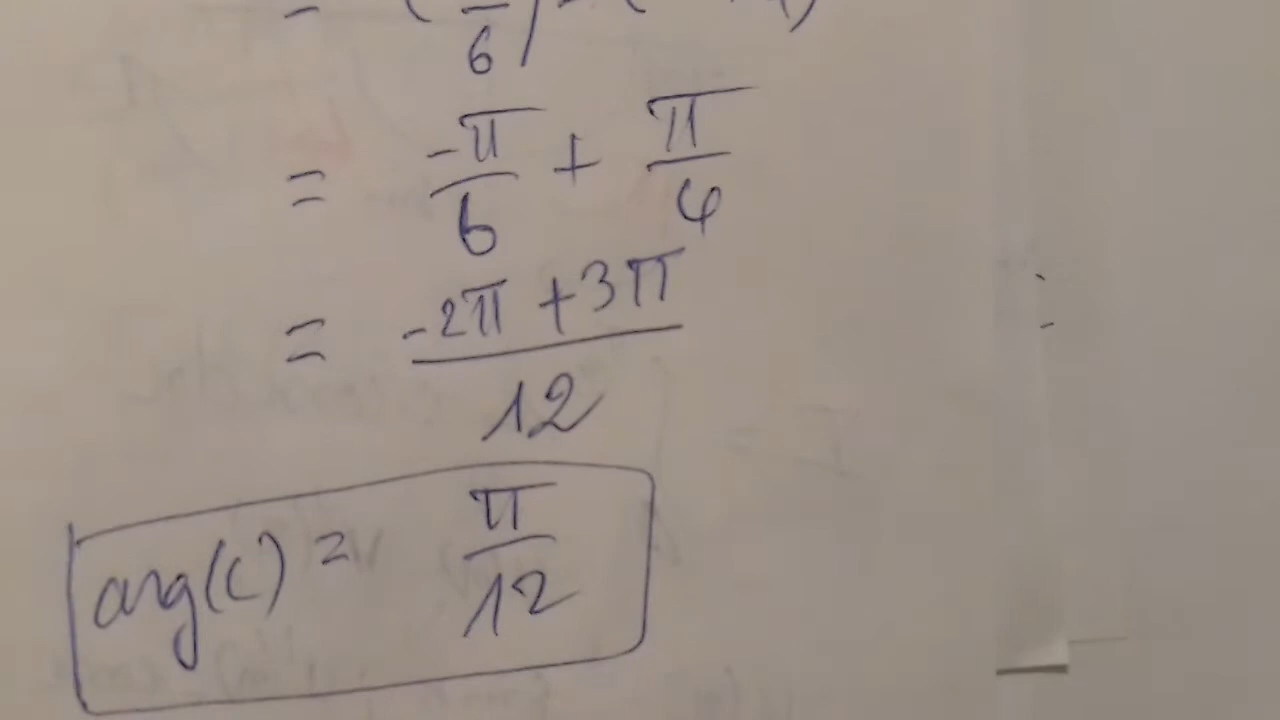 = -π/6 + π/4
= -2π + 3π / 12
arg(c) = π/12